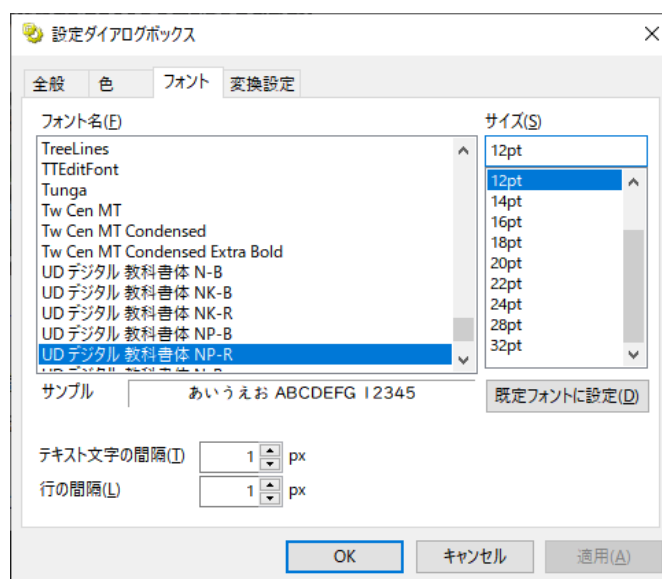 設定ダイアログボックス
全般 色 フォント 変換設定
フォント名(F)
TreeLines
TTEditFont
Tunga
Tw Cen MT
Tw Cen MT Condensed
Tw Cen MT Condensed Extra Bold
UD デジタル 教科書体 N-B
UD デジタル 教科書体 NK-B
UD デジタル 教科書体 NK-R
UD デジタル 教科書体 NP-B
UD デジタル 教科書体 NP-R
サイズ(S)
12pt
12pt
14pt
16pt
18pt
20pt
22pt
24pt
28pt
32pt
サンプル あいうえお ABCDEFG 12345
既定フォントに設定(D)
テキスト文字の間隔(T) 1 px
行の間隔(L) 1 px
OK キャンセル 適用(A)